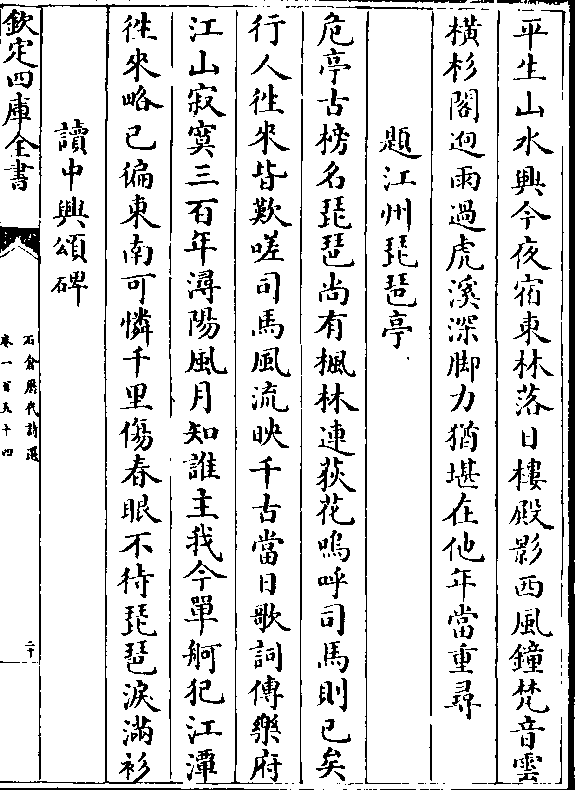 平生山水興今夜宿東林落日樓殿影西風鐘梵音雲
橫杉閣迥雨過虎溪深脚力猶堪在他年當重尋
題江州琵琶亭
危亭古榜名琵琶尚有楓林連荻花嗚呼司馬則已矣
行人徃來皆歎嗟司馬風流映千古當日歌詞傳樂府
江山寂寞三百年潯陽風月知誰主我今單舸犯江潭
徃來略已徧東南可憐千里傷春眼不待琵琶淚滿衫
讀中興頌碑
欽定四庫全書
石倉歷代詩選
卷一百五十四
二十